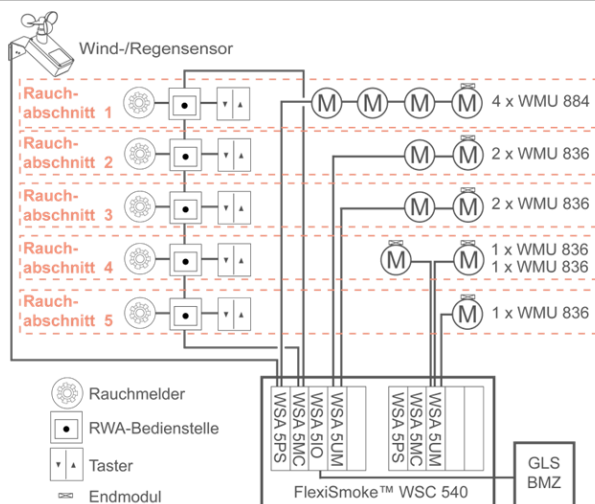 Wind-/Regensensor
Rauch-
abschnitt 1
M M M M
4 x WMU 884
Rauch-
abschnitt 2
M M
2 x WMU 836
Rauch-
abschnitt 3
M M
2 x WMU 836
Rauch-
abschnitt 4
M M
1 x WMU 836
1 x WMU 836
Rauch-
abschnitt 5
M
1 x WMU 836
Rauchmelder
RWA-Bedienstelle
Taster
Endmodul
WSA 5PS
WSA 5MC
WSA 5IO
WSA 5UM
WSA 5PS
WSA 5MC
WSA 5UM
FlexiSmoke™ WSC 540
GLS
BMZ